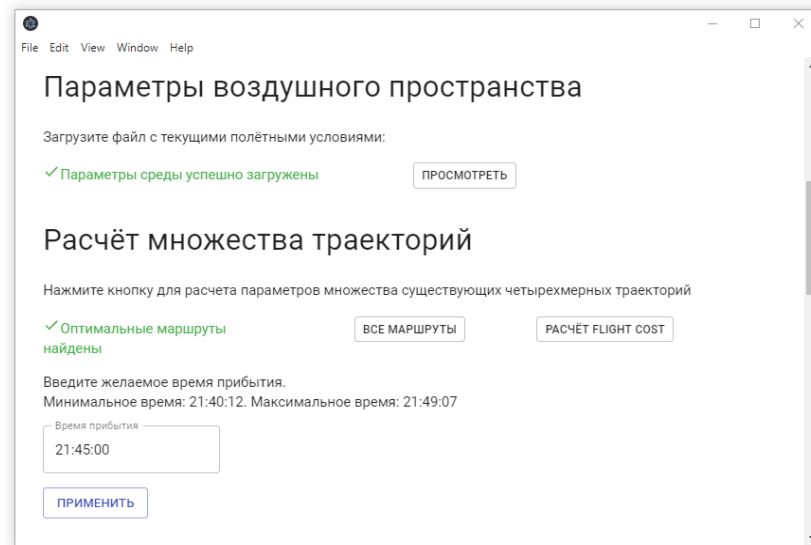 File Edit View Window Help
Параметры воздушного пространства
Загрузите файл с текущими полётными условиями:
Параметры среды успешно загружены
ПРОСМОТРЕТЬ
Расчёт множества траекторий
Нажмите кнопку для расчета параметров множества существующих четырехмерных траекторий
Оптимальные маршруты
найдены
ВСЕ МАРШРУТЫ
РАСЧЁТ FLIGHT COST
Введите желаемое время прибытия.
Минимальное время: 21:40:12. Максимальное время: 21:49:07
Время прибытия
21:45:00
ПРИМЕНИТЬ